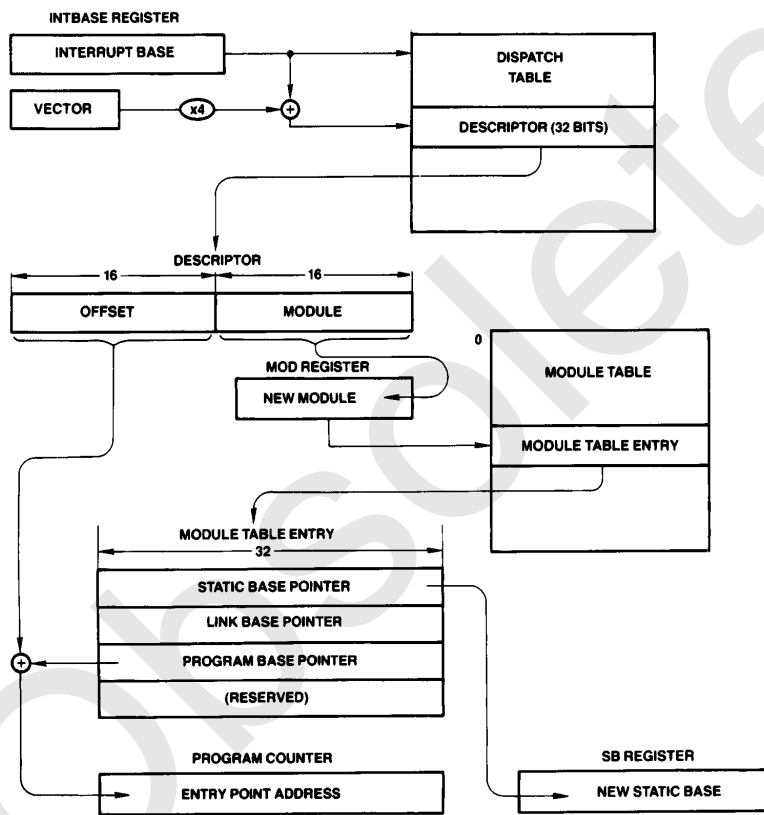 INTBASE REGISTER
INTERRUPT BASE
DISPATCH
TABLE
VECTOR
x4
+
DESCRIPTOR (32 BITS)
DESCRIPTOR
16
16
OFFSET
MODULE
0
MOD REGISTER
MODULE TABLE
NEW MODULE
MODULE TABLE ENTRY
MODULE TABLE ENTRY
32
STATIC BASE POINTER
LINK BASE POINTER
+
PROGRAM BASE POINTER
(RESERVED)
PROGRAM COUNTER
SB REGISTER
ENTRY POINT ADDRESS
NEW STATIC BASE
obsolete